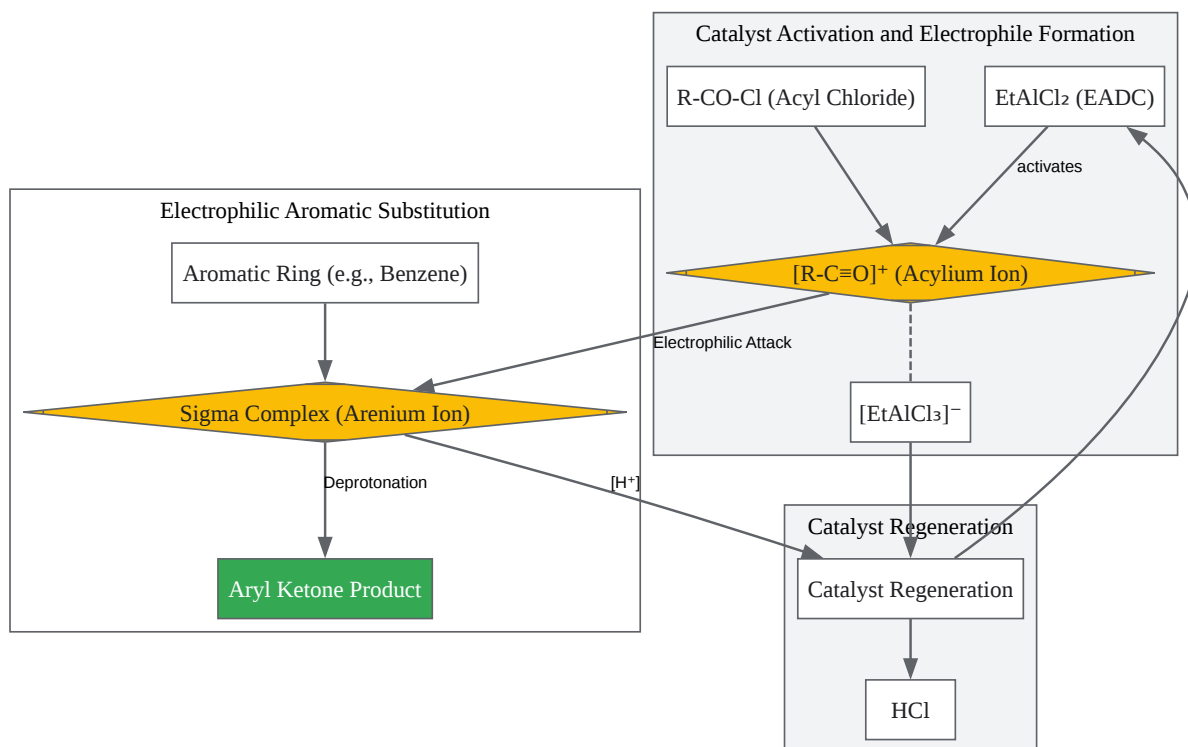 Catalyst Activation and Electrophile Formation
R-CO-Cl (Acyl Chloride)
EtAlCl₂ (EADC)
activates
[R-C≡O]⁺ (Acylium Ion)
Electrophilic Attack
[EtAlCl₃]⁻
Electrophilic Aromatic Substitution
Aromatic Ring (e.g., Benzene)
Sigma Complex (Arenium Ion)
Deprotonation
[H⁺]
Aryl Ketone Product
Catalyst Regeneration
Catalyst Regeneration
HCl